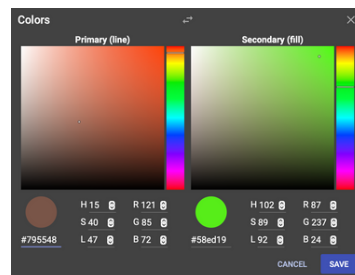 Colors
Primary (line) Secondary (fill)
H 15 R 121 H 102 R 87
S 40 G 85 S 89 G 237
#795548 L 47 B 72 #58ed19 L 92 B 24
CANCEL SAVE